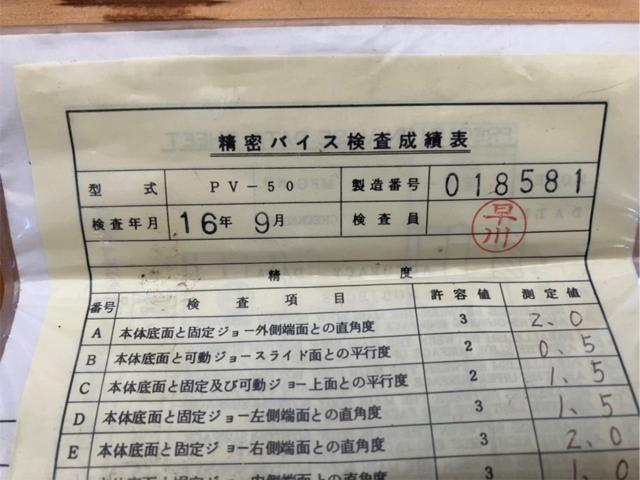 精密バイス検査成績表
型式 PV-50 製造番号 018581
検査年月 16年 9月 検査員 早川
精度
番号 検査項目 許容値 測定値
A 本体底面と固定ジョー外側端面との直角度 3 2.0
B 本体底面と可動ジョースライド面との平行度 2 0.5
C 本体底面と固定及び可動ジョー上面との平行度 2 1.5
D 本体底面と固定ジョー左側端面との直角度 3 1.5
E 本体底面と固定ジョー右側端面との直角度 3 2.0
3 1.0